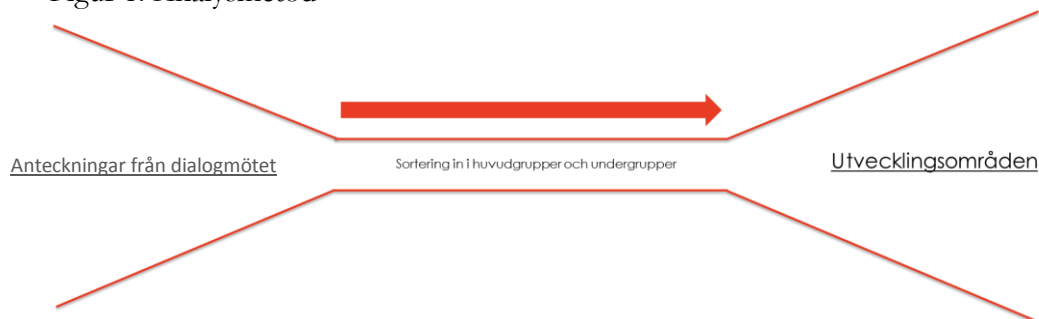 Figur 1. Analysmetod
Anteckningar från dialogmötet
Sortering in i huvudgrupper och undergrupper
Utvecklingsområden